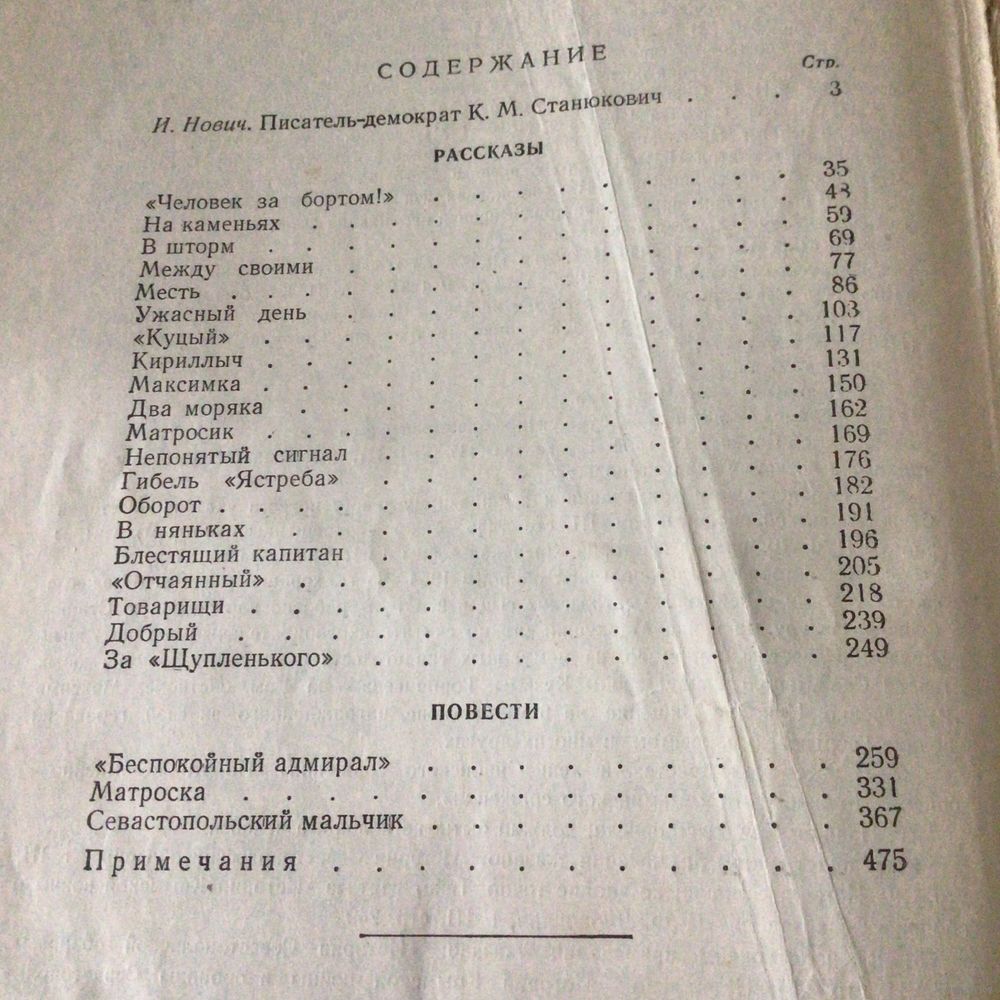 СОДЕРЖАНИЕ
Стр.
И. Нович. Писатель-демократ К. М. Станюкович . . . 3
РАССКАЗЫ
«Человек за бортом!» . . . . . . . . . 35
На каменьях . . . . . . . . . . 48
В шторм . . . . . . . . . . . 59
Между своими . . . . . . . . . . 69
Месть . . . . . . . . . . . 77
Ужасный день . . . . . . . . . . 86
«Куцый» . . . . . . . . . . . 103
Кириллыч . . . . . . . . . . . 117
Максимка . . . . . . . . . . . 131
Два моряка . . . . . . . . . . 150
Матросик . . . . . . . . . . . 162
Непонятый сигнал . . . . . . . . . 169
Гибель «Ястреба» . . . . . . . . . 176
Оборот . . . . . . . . . . . . 182
В няньках . . . . . . . . . . . 191
Блестящий капитан . . . . . . . . . 196
«Отчаянный» . . . . . . . . . . . 205
Товарищи . . . . . . . . . . . 218
Добрый . . . . . . . . . . . 239
За «Щупленького» . . . . . . . . . . 249
ПОВЕСТИ
«Беспокойный адмирал» . . . . . . . . . 259
Матроска . . . . . . . . . . . . 331
Севастопольский мальчик . . . . . . . . . 367
Примечания . . . . . . . . . . . 475